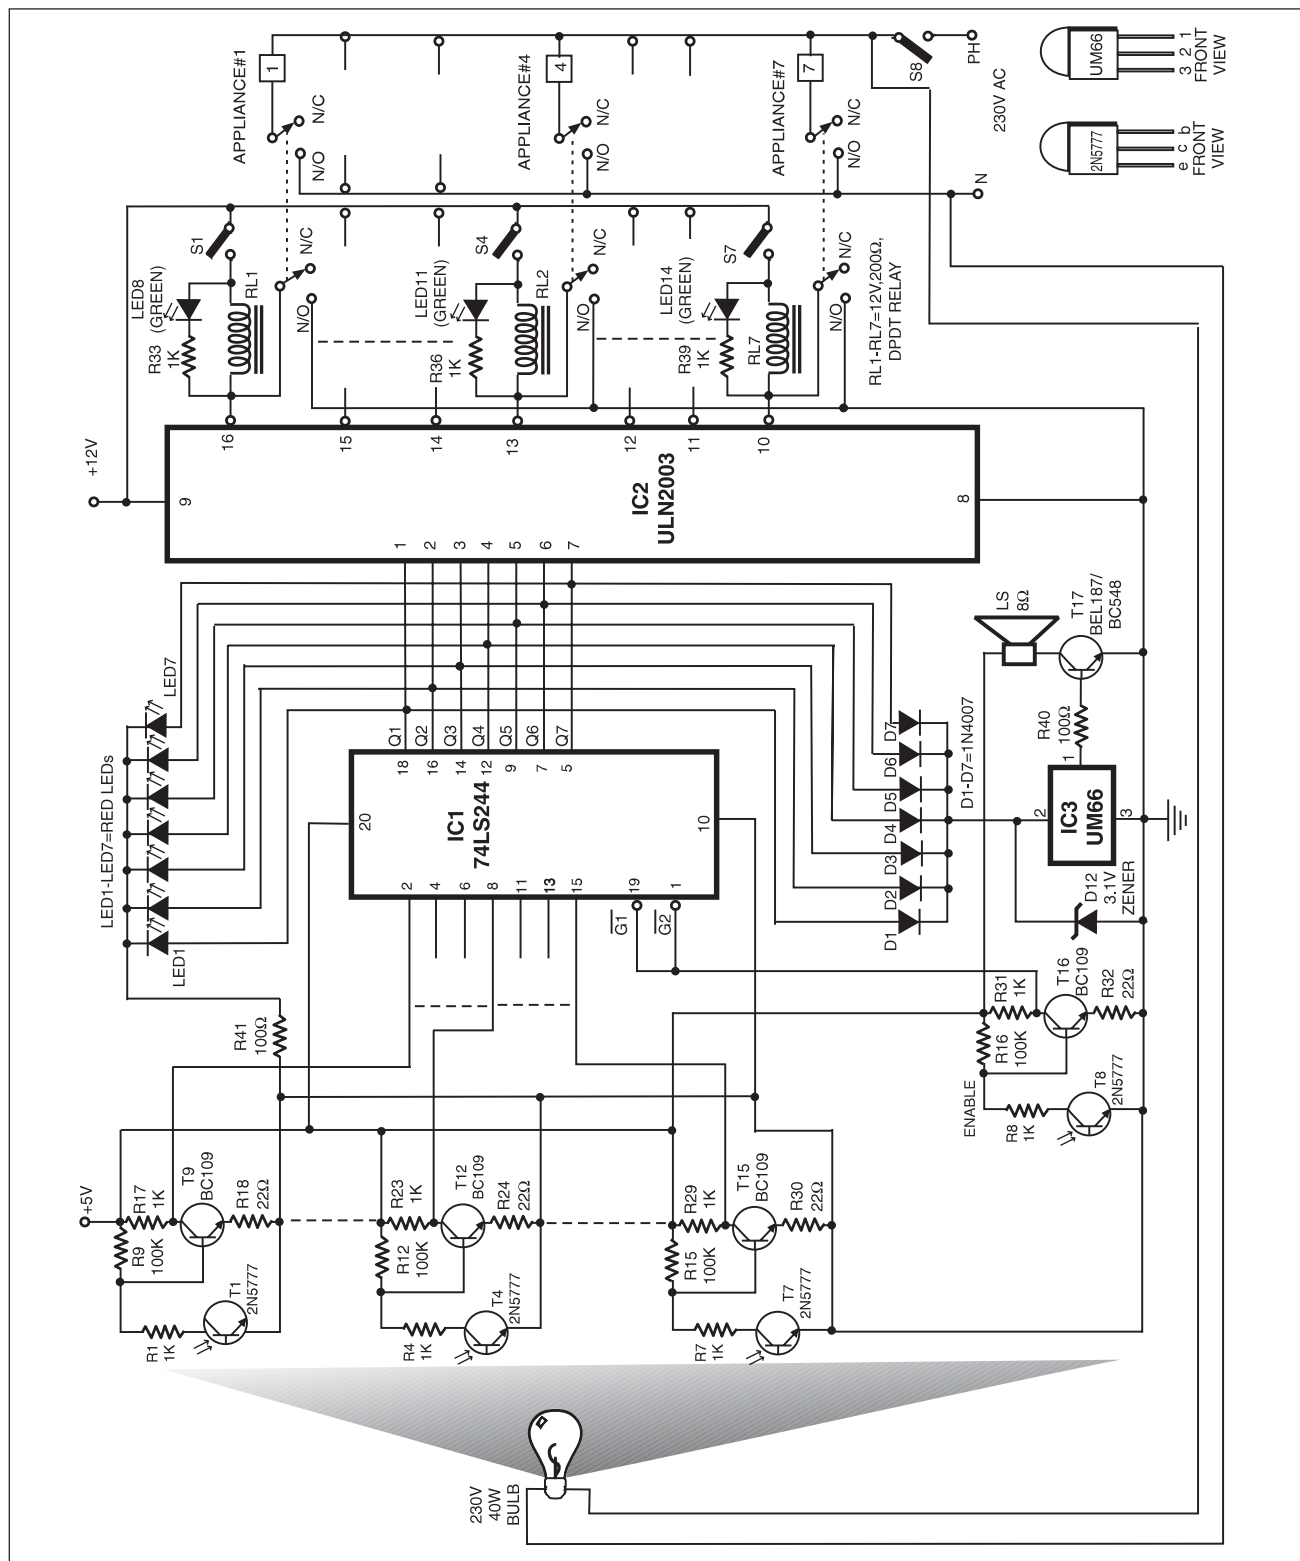 APPLIANCE#1
1
N/C
N/O
APPLIANCE#4
4
N/C
N/O
APPLIANCE#7
7
N/C
N/O
S8
PH
230V AC
N
UM66
3 2 1
FRONT
VIEW
2N5777
e c b
FRONT
VIEW
S1
LED8
(GREEN)
R33
1K
RL1
N/C
N/O
S4
LED11
(GREEN)
R36
1K
RL2
N/C
N/O
S7
LED14
(GREEN)
R39
1K
RL7
N/C
N/O
RL1-RL7=12V,200Ω,
DPDT RELAY
+12V
16
15
14
13
12
11
10
9
IC2
ULN2003
8
1
2
3
4
5
6
7
LED7
LED1-LED7=RED LEDs
LED1
Q1
Q2
Q3
Q4
Q5
Q6
Q7
18
16
14
12
9
7
5
20
IC1
74LS244
10
2
4
6
8
11
13
15
19
1
G1
G2
D7
D6
D5
D4
D3
D2
D1
D1-D7=1N4007
LS
8Ω
T17
BEL187/
BC548
R40
100Ω
1
2
IC3
UM66
3
D12
3.1V
ZENER
R41
100Ω
R31
1K
T16
BC109
R32
22Ω
R16
100K
ENABLE
R8
1K
T8
2N5777
+5V
R17
1K
T9
BC109
R18
22Ω
R9
100K
R1
1K
T1
2N5777
R23
1K
T12
BC109
R24
22Ω
R12
100K
R4
1K
T4
2N5777
R29
1K
T15
BC109
R30
22Ω
R15
100K
R7
1K
T7
2N5777
230V
40W
BULB